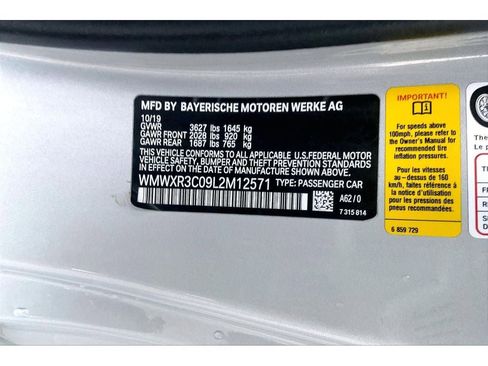 MFD BY BAYERISCHE MOTOREN WERKE AG
10/19
GVWR 3627 lbs 1645 kg
GAWR FRONT 2028 lbs 920 kg
GAWR REAR 1687 lbs 765 kg
THIS VEHICLE CONFORMS TO ALL APPLICABLE U.S.FEDERAL MOTOR
VEHICLE SAFETY, BUMPER AND THEFT PREVENTION STANDARDS
IN EFFECT ON THE DATE OF MANUFACTURE SHOWN ABOVE.
WMWXR3C09L2M12571 TYPE: PASSENGER CAR
A62/0
7 315 814
IMPORTANT!
For speeds above
100mph, please refer to
the Owner's Manual for
recommended tire
inflation pressures.
Pour les vitesses
au – dessus de 160
km/h, faites référence à
la notice d'utilisation
pour les pressions des
pneus recommandées.
6 859 729